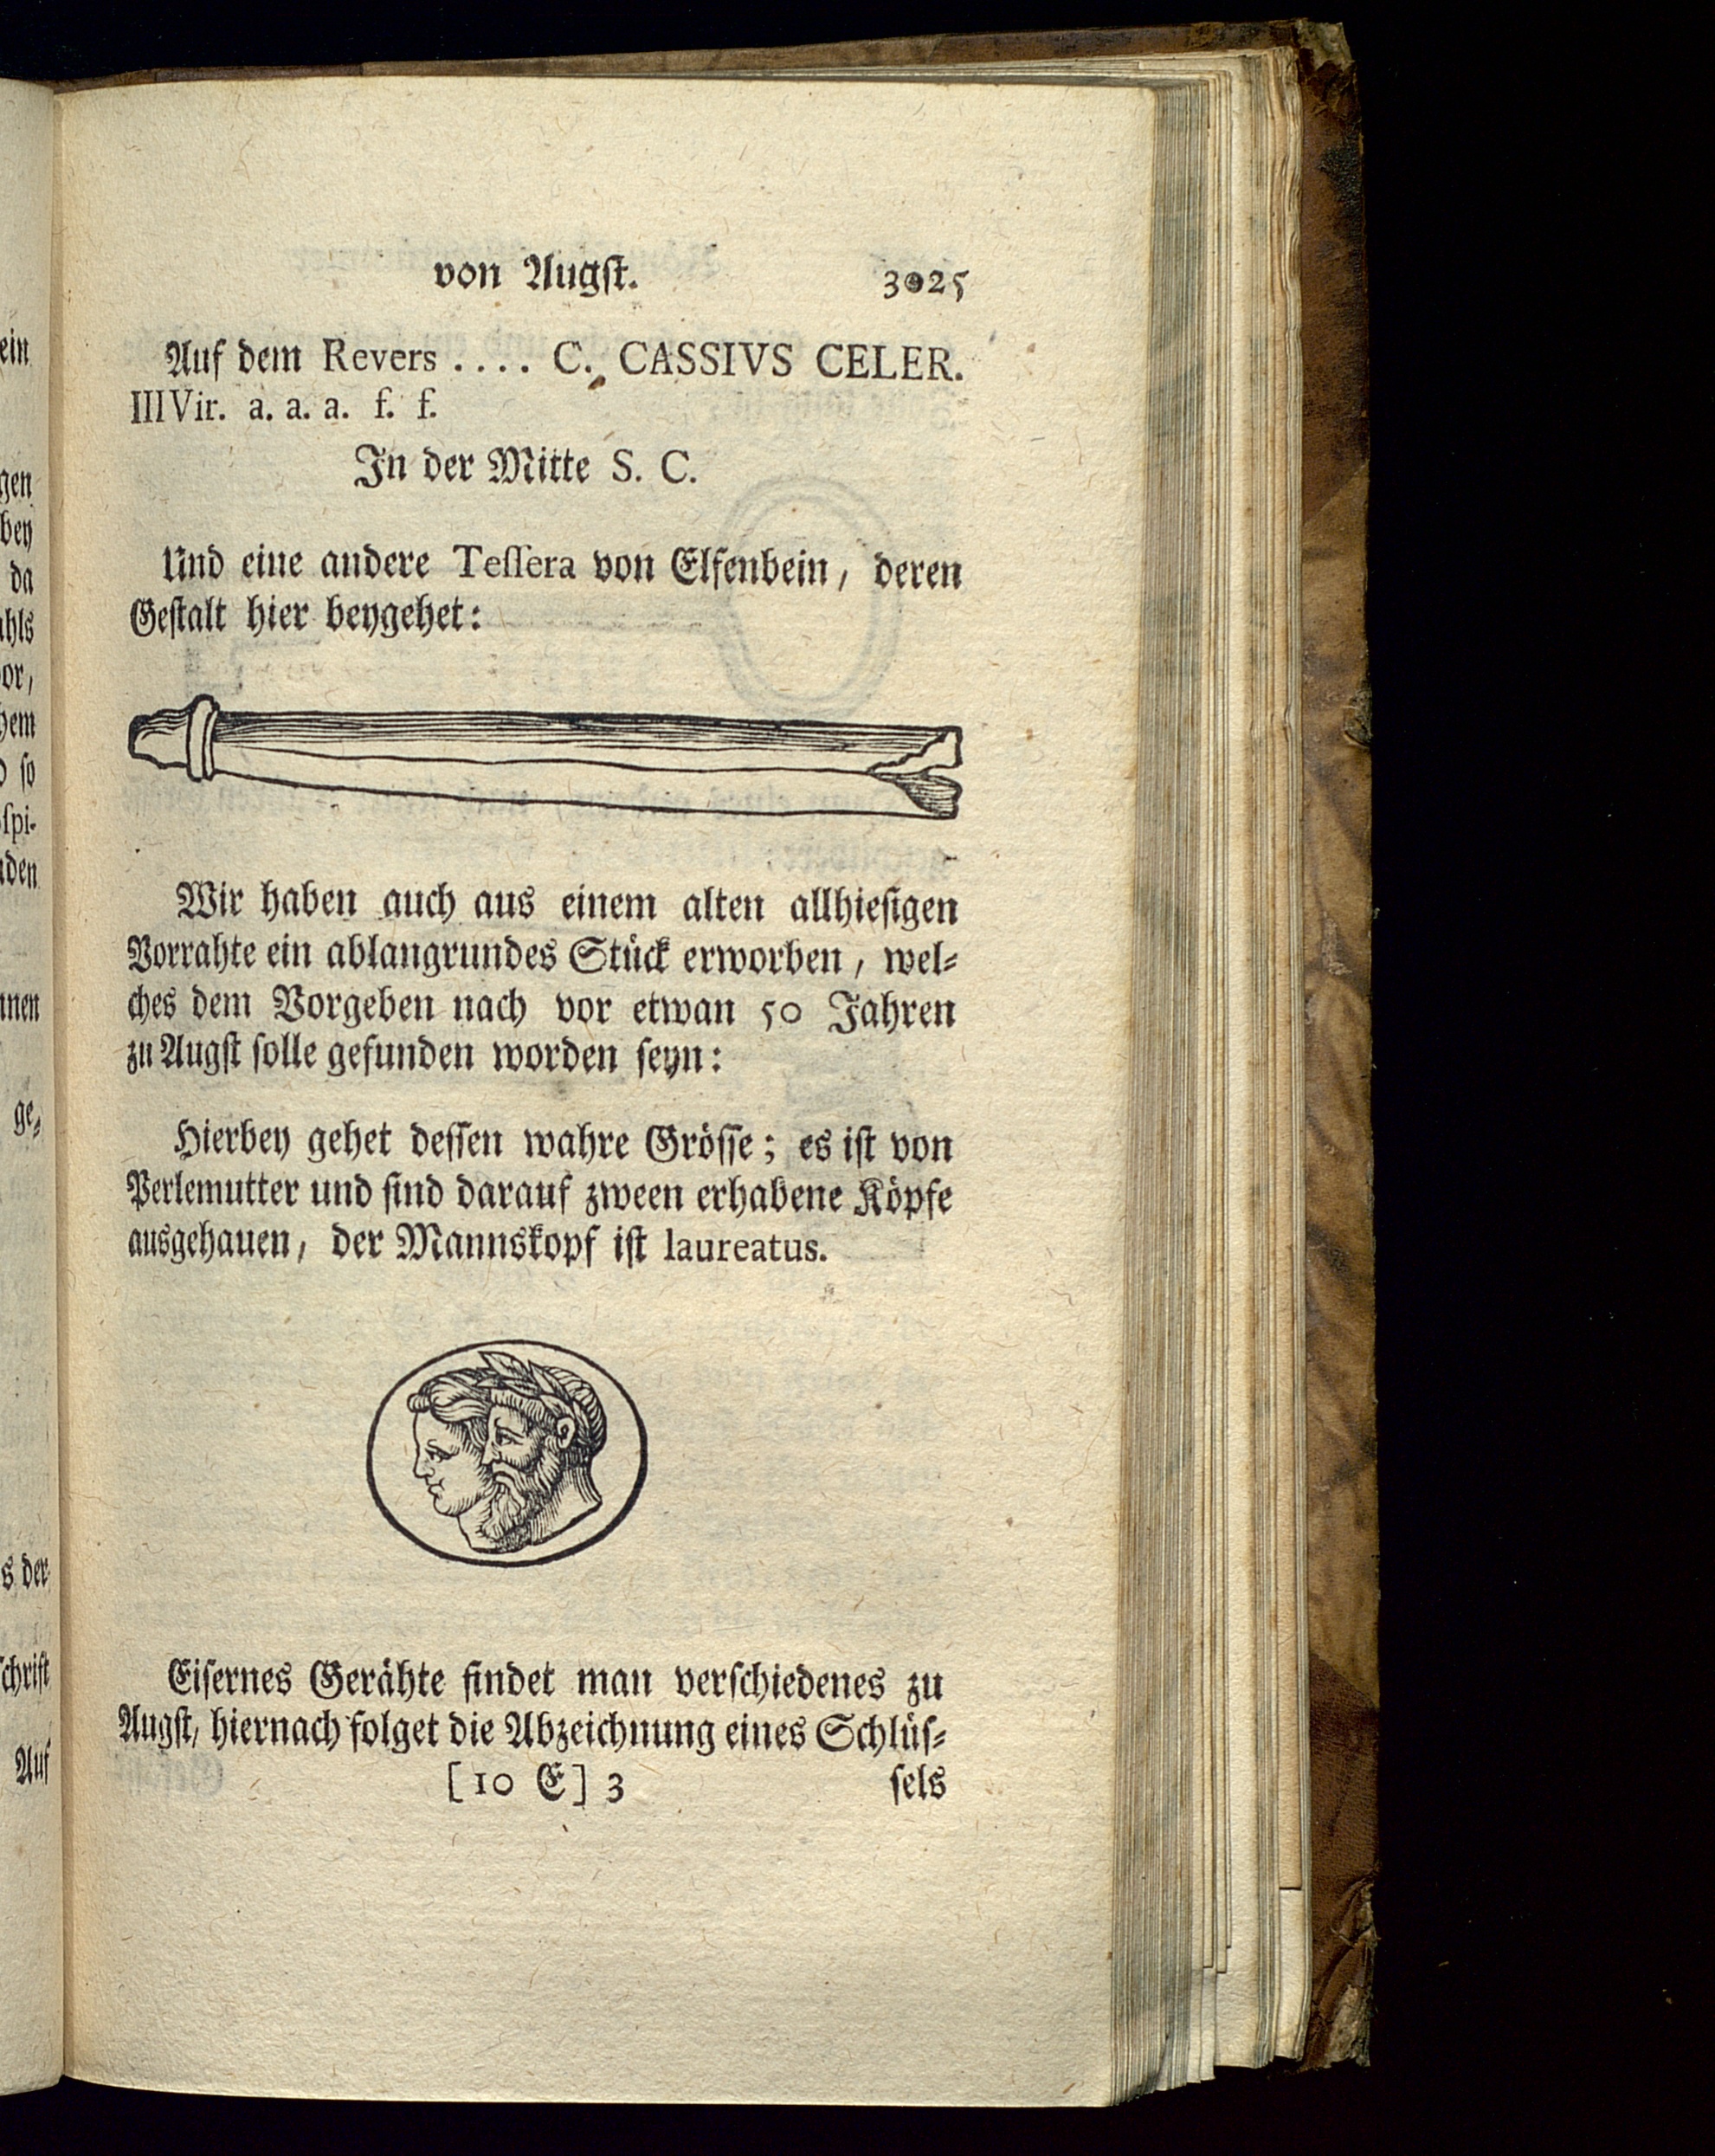 von Augſt. 3025
Auf dem Revers .... C. CASSIVS CELER.
IIIVir. a. a. a. f. f.
In der Mitte S. C.
Und eine andere Teſſera von Elfenbein, deren
Geſtalt hier beygehet:
Wir haben auch aus einem alten allhieſigen
Vorrahte ein ablangrundes Stück erworben, wel⸗
ches dem Vorgeben nach vor etwan 50 Jahren
zu Augſt ſolle gefunden worden ſeyn:
Hierbey gehet deſſen wahre Gröſſe; es iſt von
Perlemutter und ſind darauf zween erhabene Köpfe
ausgehauen, der Mannskopf iſt laureatus.
Eiſernes Gerähte findet man verſchiedenes zu
Augſt, hiernach folget die Abzeichnung eines Schlüſ⸗
[10 E] 3 ſels